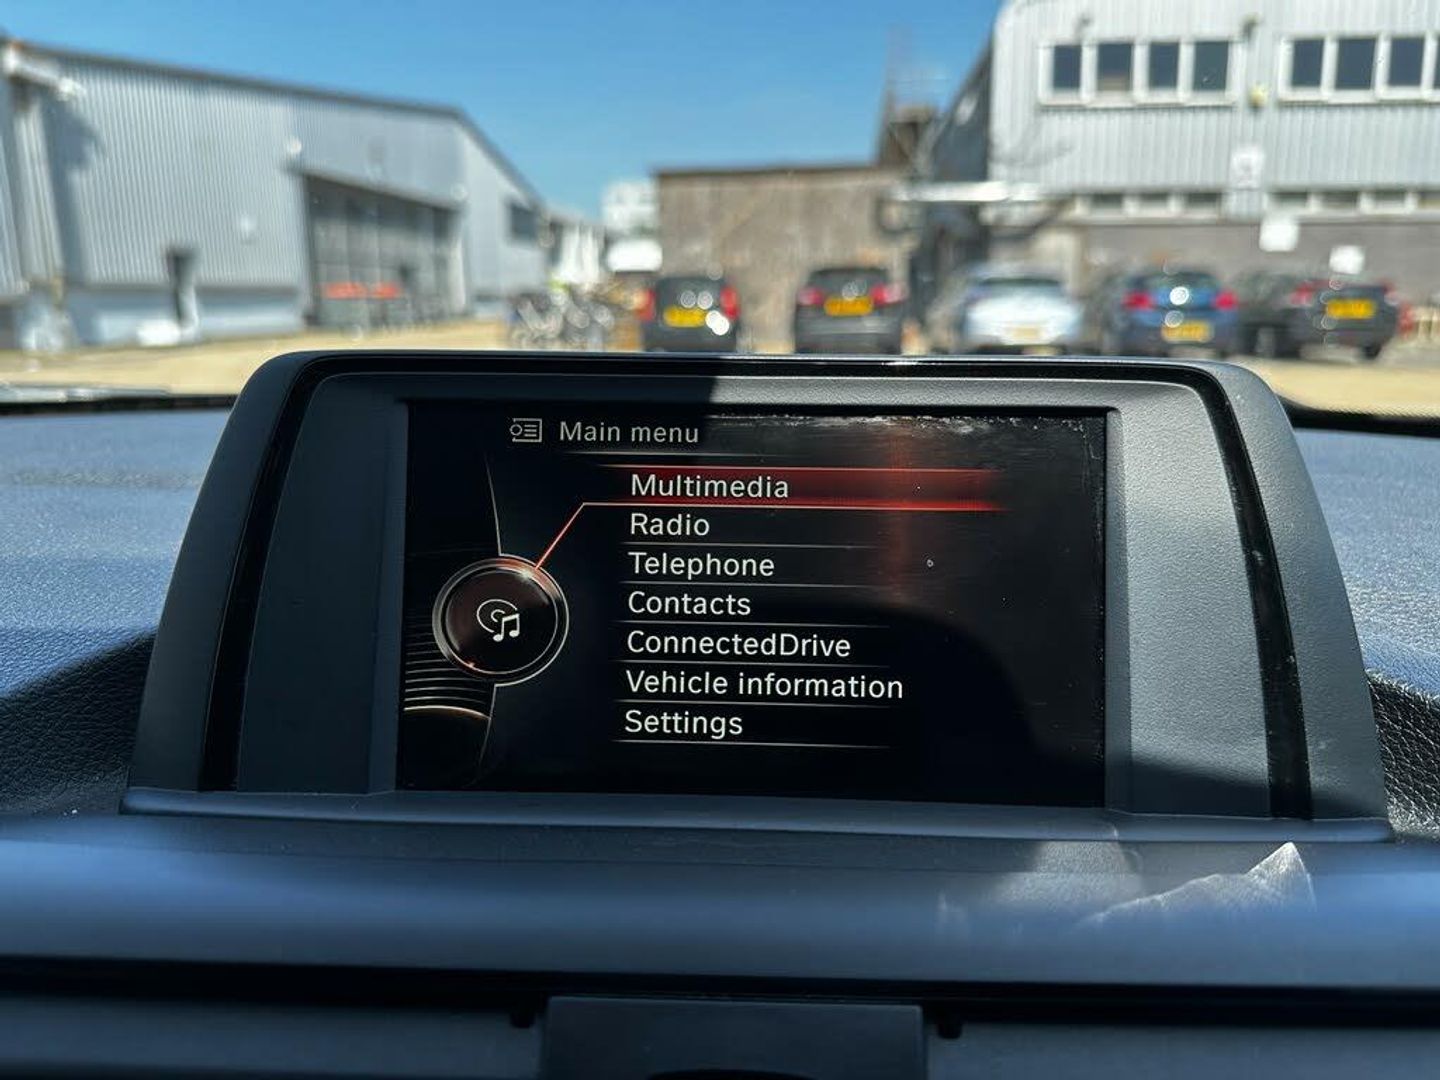 Main menu
Multimedia
Radio
Telephone
Contacts
ConnectedDrive
Vehicle information
Settings